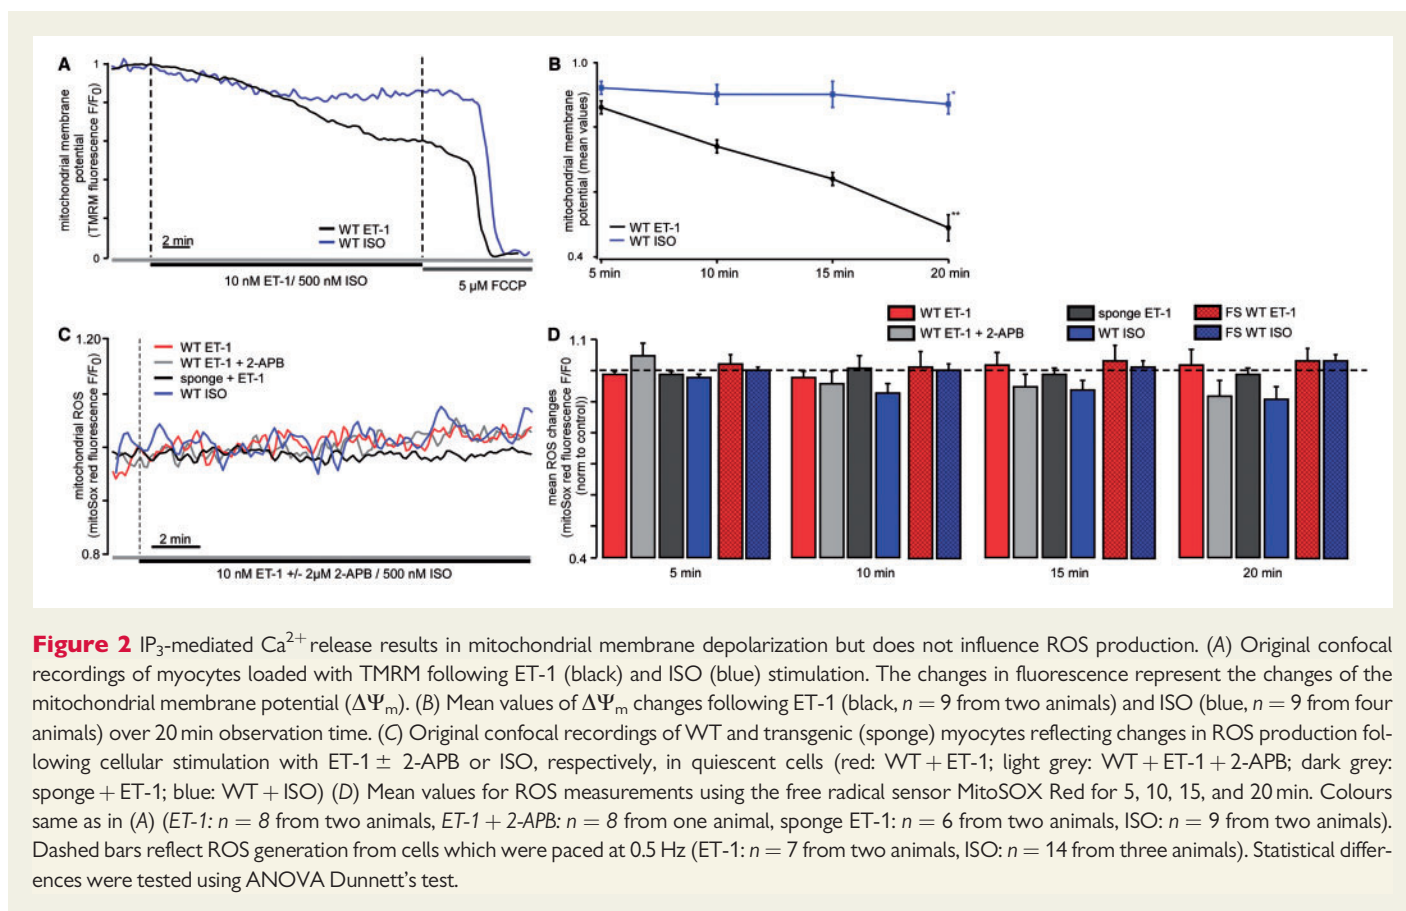 A
mitochondrial membrane
potential
(TMRM fluorescence F/F0)
1
0
2 min
WT ET-1
WT ISO
10 nM ET-1/ 500 nM ISO
5 µM FCCP
B
mitochondrial membrane
potential (mean values)
1.0
0.4
WT ET-1
WT ISO
*
**
5 min
10 min
15 min
20 min
C
mitochondrial ROS
(mitoSox red fluorescence F/F0)
1.20
0.8
WT ET-1
WT ET-1 + 2-APB
sponge + ET-1
WT ISO
2 min
10 nM ET-1 +/- 2µM 2-APB / 500 nM ISO
D
mean ROS changes
(mitoSox red fluorescence F/F0
(norm to control))
1.1
0.4
WT ET-1
WT ET-1 + 2-APB
sponge ET-1
WT ISO
FS WT ET-1
FS WT ISO
5 min
10 min
15 min
20 min
Figure 2 IP3-mediated Ca2+ release results in mitochondrial membrane depolarization but does not influence ROS production. (A) Original confocal
recordings of myocytes loaded with TMRM following ET-1 (black) and ISO (blue) stimulation. The changes in fluorescence represent the changes of the
mitochondrial membrane potential (ΔΨm). (B) Mean values of ΔΨm changes following ET-1 (black, n = 9 from two animals) and ISO (blue, n = 9 from four
animals) over 20 min observation time. (C) Original confocal recordings of WT and transgenic (sponge) myocytes reflecting changes in ROS production fol-
lowing cellular stimulation with ET-1 ± 2-APB or ISO, respectively, in quiescent cells (red: WT + ET-1; light grey: WT + ET-1 + 2-APB; dark grey:
sponge + ET-1; blue: WT + ISO) (D) Mean values for ROS measurements using the free radical sensor MitoSOX Red for 5, 10, 15, and 20 min. Colours
same as in (A) (ET-1: n = 8 from two animals, ET-1 + 2-APB: n = 8 from one animal, sponge ET-1: n = 6 from two animals, ISO: n = 9 from two animals).
Dashed bars reflect ROS generation from cells which were paced at 0.5 Hz (ET-1: n = 7 from two animals, ISO: n = 14 from three animals). Statistical differ-
ences were tested using ANOVA Dunnett's test.